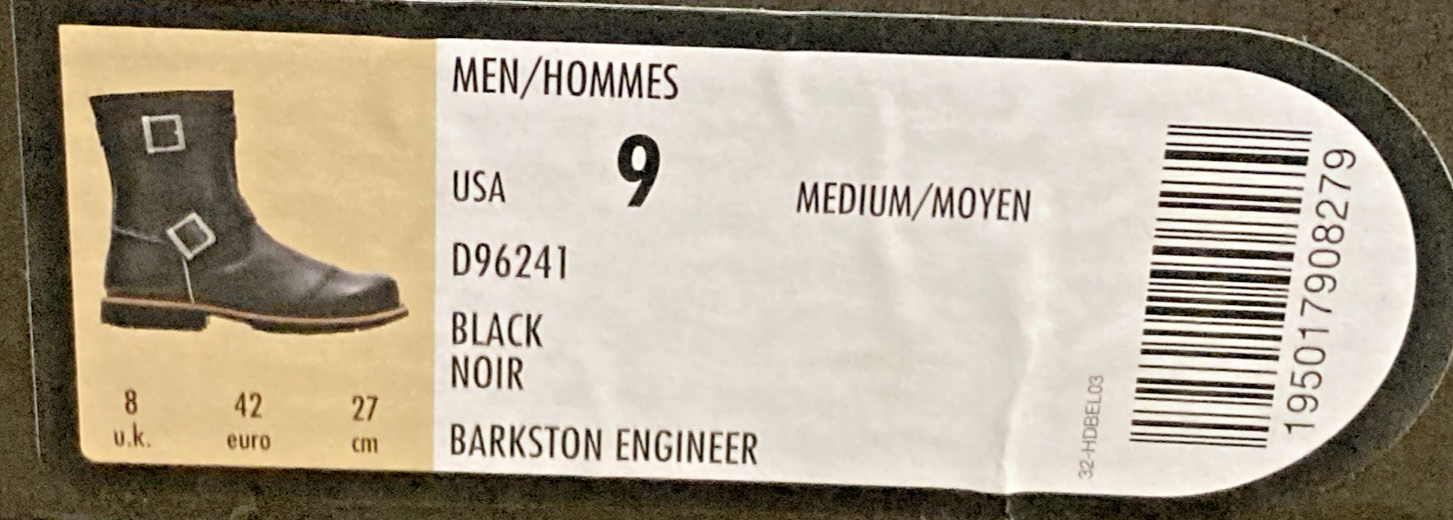 MEN/HOMMES
USA 9 MEDIUM/MOYEN
D96241
BLACK
NOIR
BARKSTON ENGINEER
8 42 27
u.k. euro cm
32-HDBEL03
195017908279